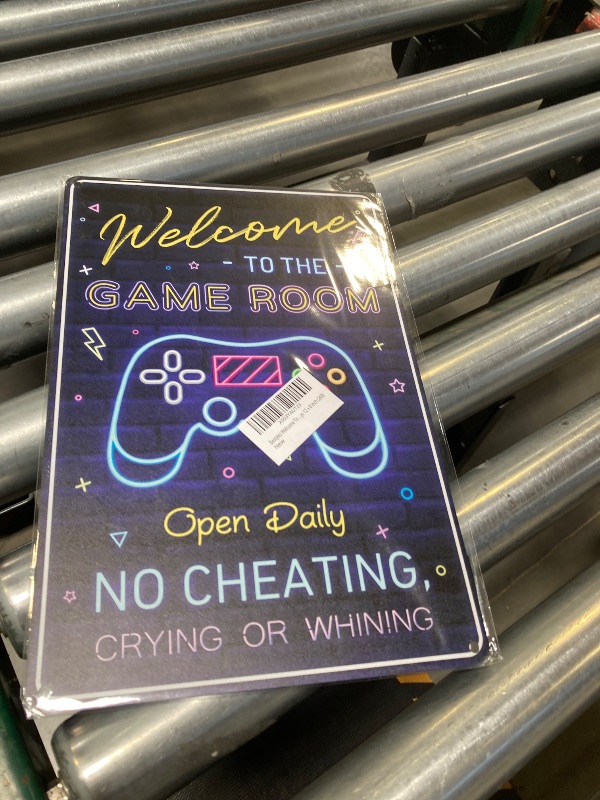 Welcome
- TO THE -
GAME ROOM
Open Daily
NO CHEATING,
CRYING OR WHINING